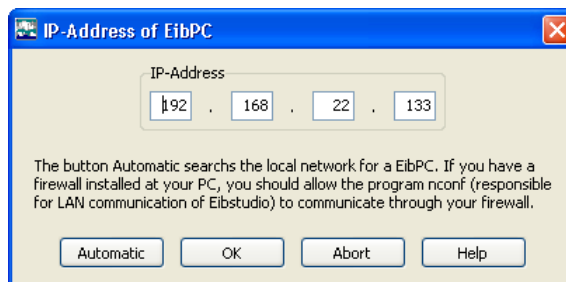 IP-Address of EibPC
IP-Address
192 . 168 . 22 . 133
The button Automatic searchs the local network for a EibPC. If you have a
firewall installed at your PC, you should allow the program nconf (responsible
for LAN communication of Eibstudio) to communicate through your firewall.
Automatic OK Abort Help